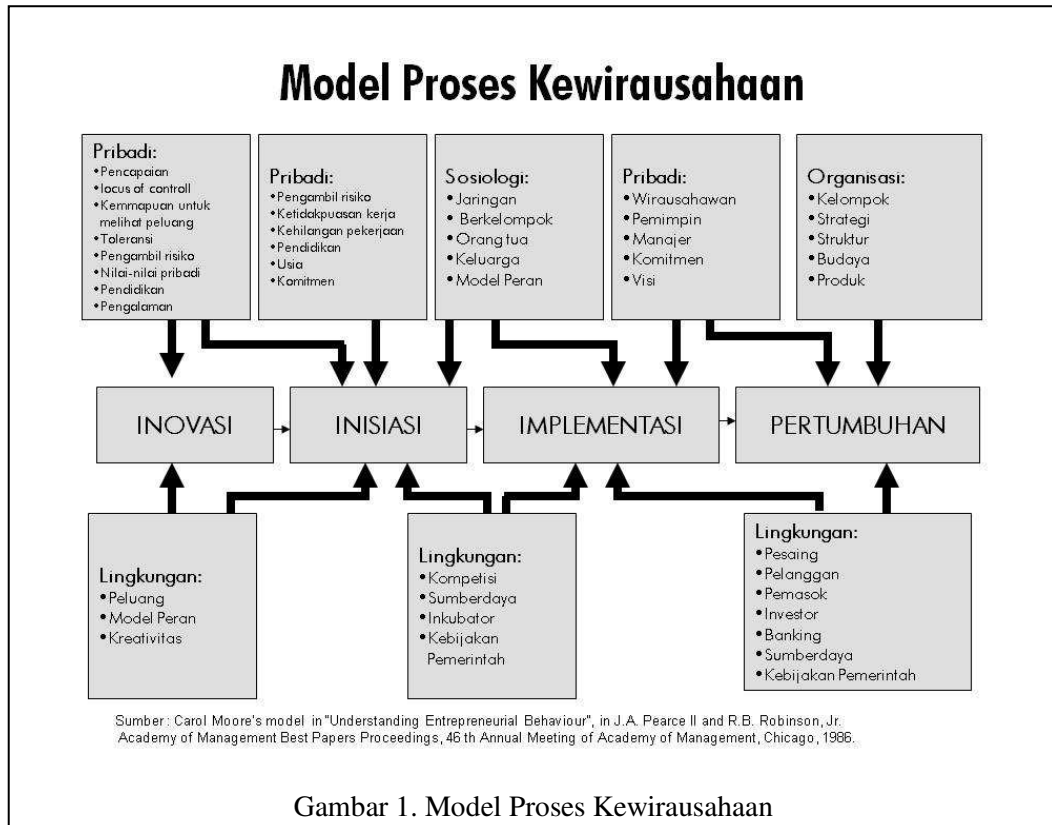 Model Proses Kewirausahaan
Pribadi:
•Pencapaian
•locus of controll
•Kemmapuan untuk
melihat peluang
•Toleransi
•Pengambil risiko
•Nilai-nilai pribadi
•Pendidikan
•Pengalaman
Pribadi:
•Pengambil risiko
•Ketidakpuasan kerja
•Kehilangan pekerjaan
•Pendidikan
•Usia
•Komitmen
Sosiologi:
•Jaringan
• Berkelompok
•Orang tua
•Keluarga
•Model Peran
Pribadi:
•Wirausahawan
•Pemimpin
•Manajer
•Komitmen
•Visi
Organisasi:
•Kelompok
•Strategi
•Struktur
•Budaya
•Produk
INOVASI
INISIASI
IMPLEMENTASI
PERTUMBUHAN
Lingkungan:
•Peluang
•Model Peran
•Kreativitas
Lingkungan:
•Kompetisi
•Sumberdaya
•Inkubator
•Kebijakan
Pemerintah
Lingkungan:
•Pesaing
•Pelanggan
•Pemasok
•Investor
•Banking
•Sumberdaya
•Kebijakan Pemerintah
Sumber : Carol Moore's model in "Understanding Entrepreneurial Behaviour", in J.A. Pearce II and R.B. Robinson, Jr.
Academy of Management Best Papers Proceedings, 46 th Annual Meeting of Academy of Management, Chicago, 1986.
Gambar 1. Model Proses Kewirausahaan